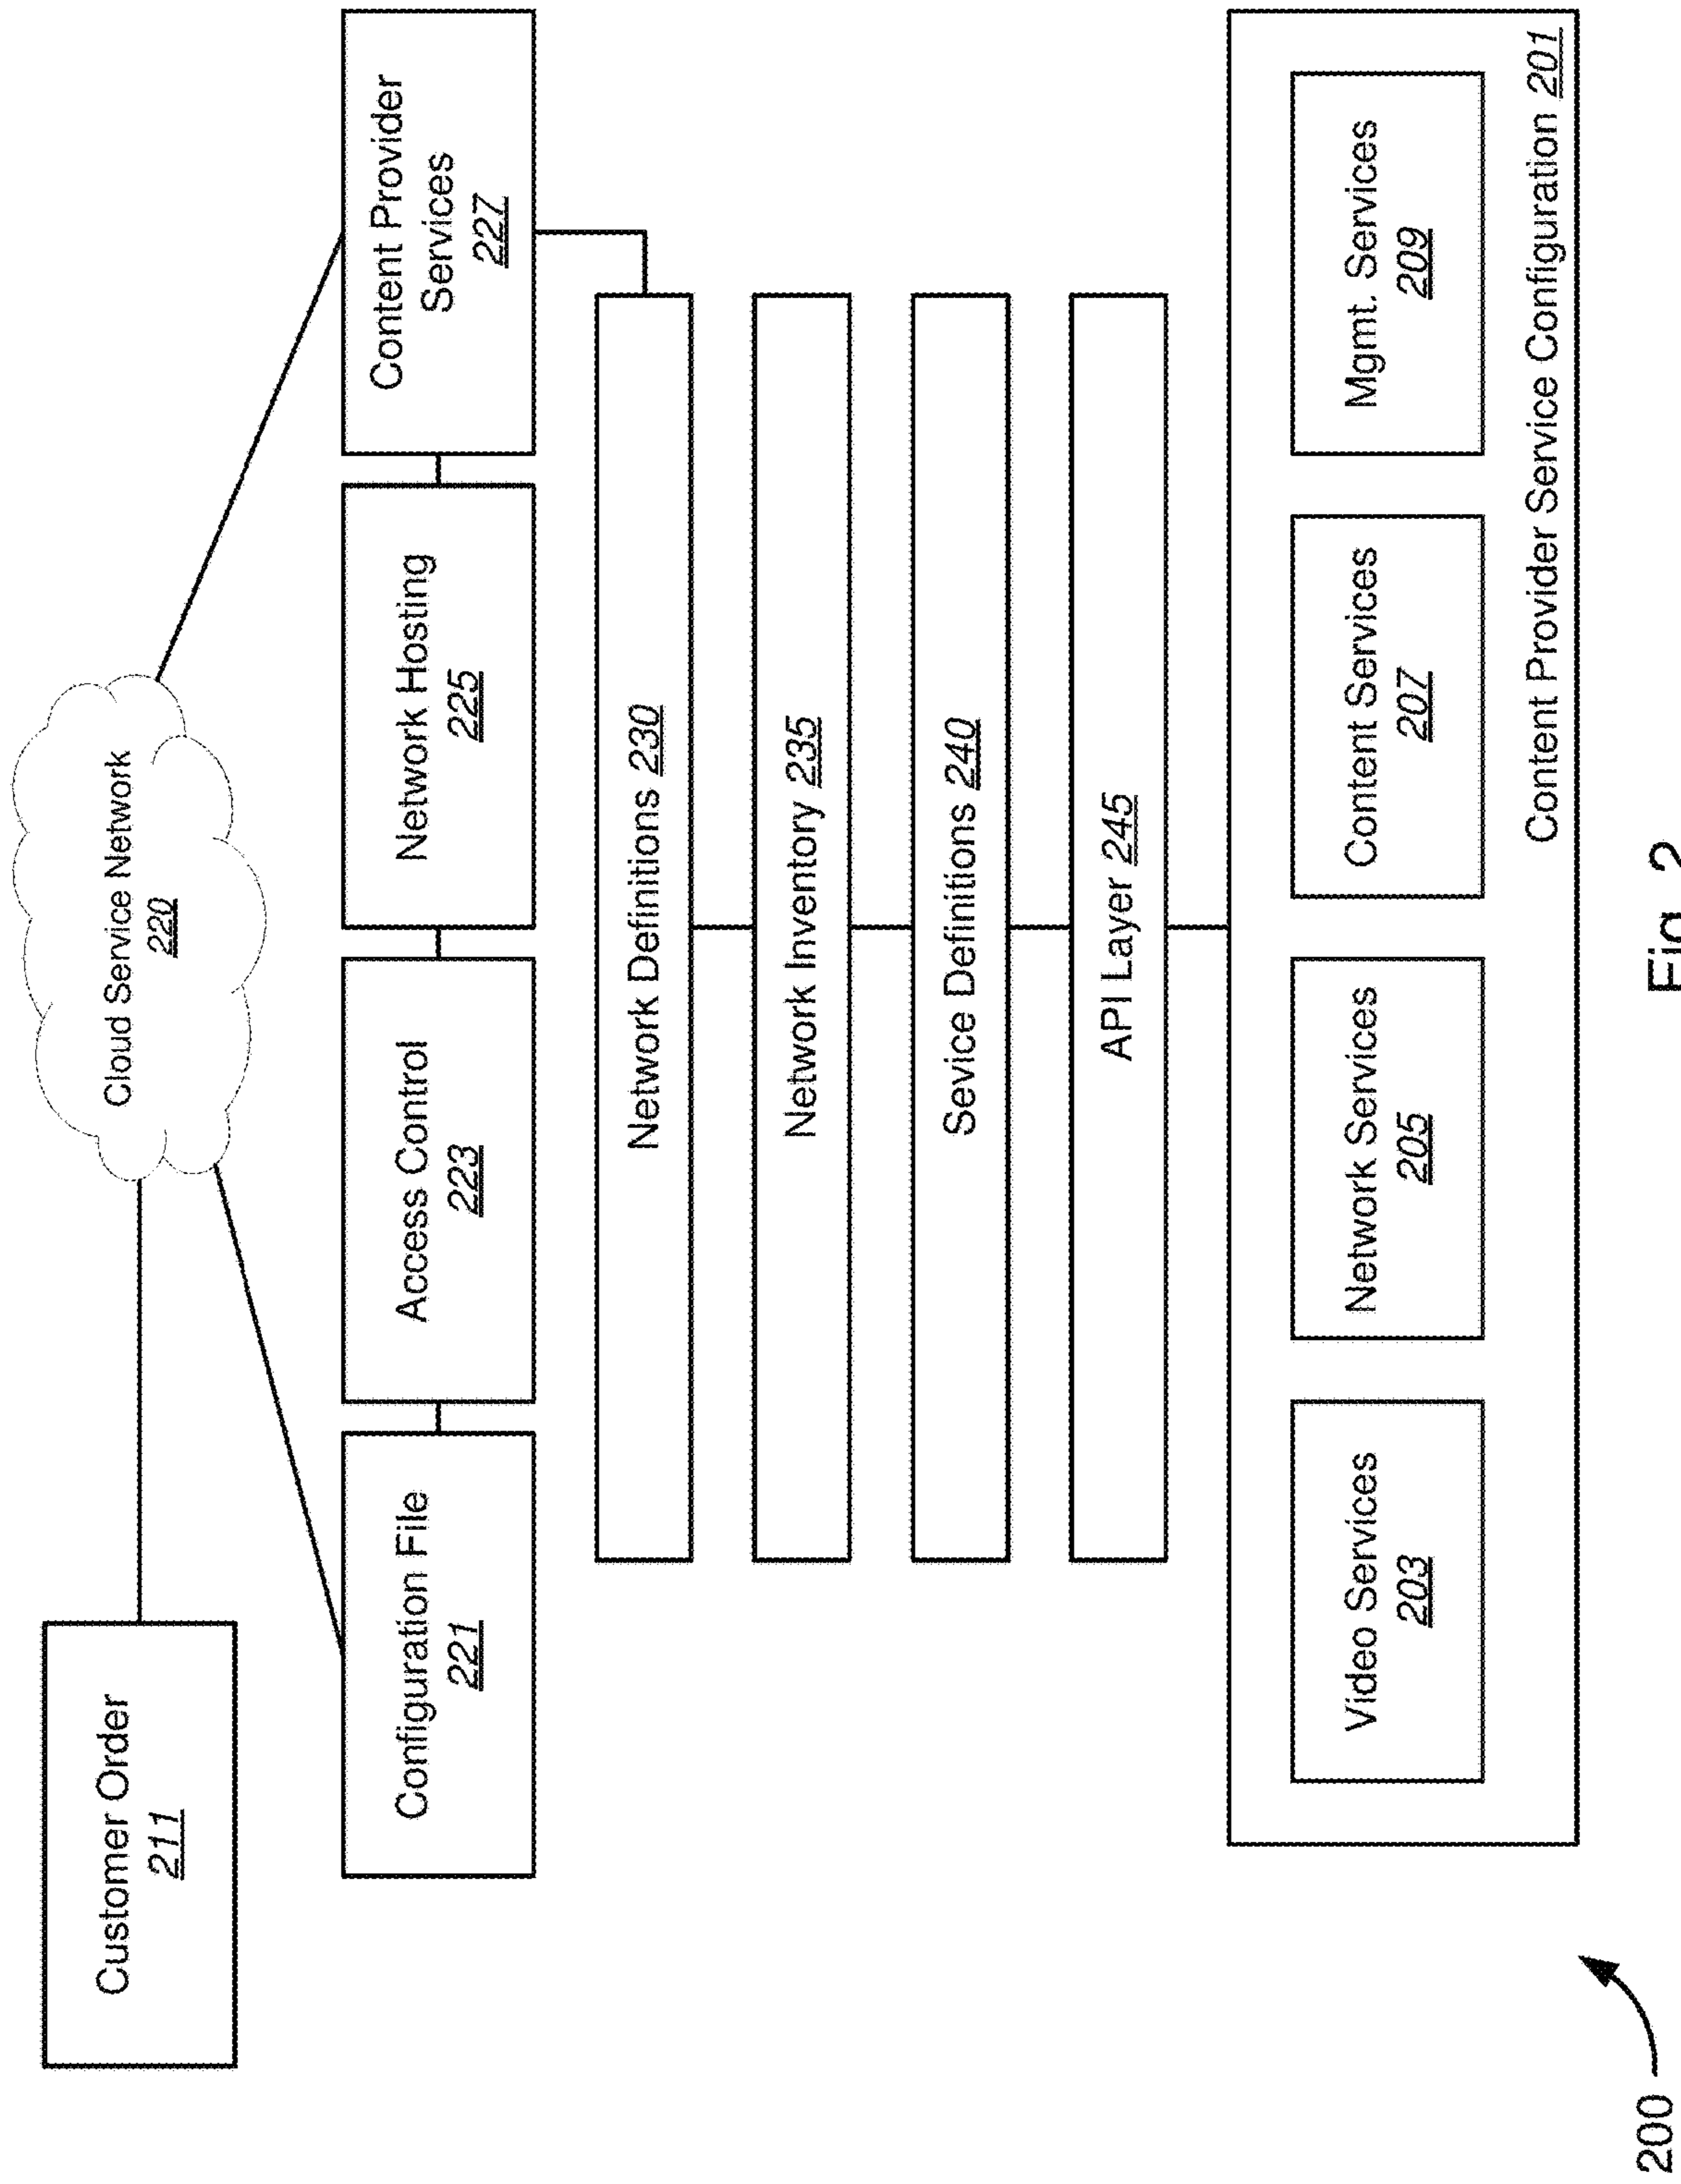 Customer Order
211
Cloud Service Network
220
Configuration File
221
Access Control
223
Network Hosting
225
Content Provider
Services
227
Network Definitions 230
Network Inventory 235
Sevice Definitions 240
API Layer 245
Video Services
203
Network Services
205
Content Services
207
Mgmt. Services
209
Content Provider Service Configuration 201
200
Fig. 2